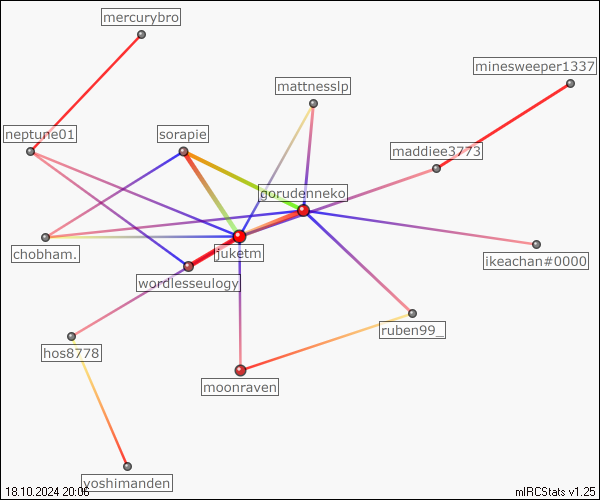 mercurybro
minesweeper1337
mattnesslp
neptune01
sorapie
maddiee3773
gorudenneko
chobham.
juketm
ikeachan#0000
wordlesseulogy
ruben99_
hos8778
moonraven
yoshimanden
18.10.2024 20:06
mIRCStats v1.25